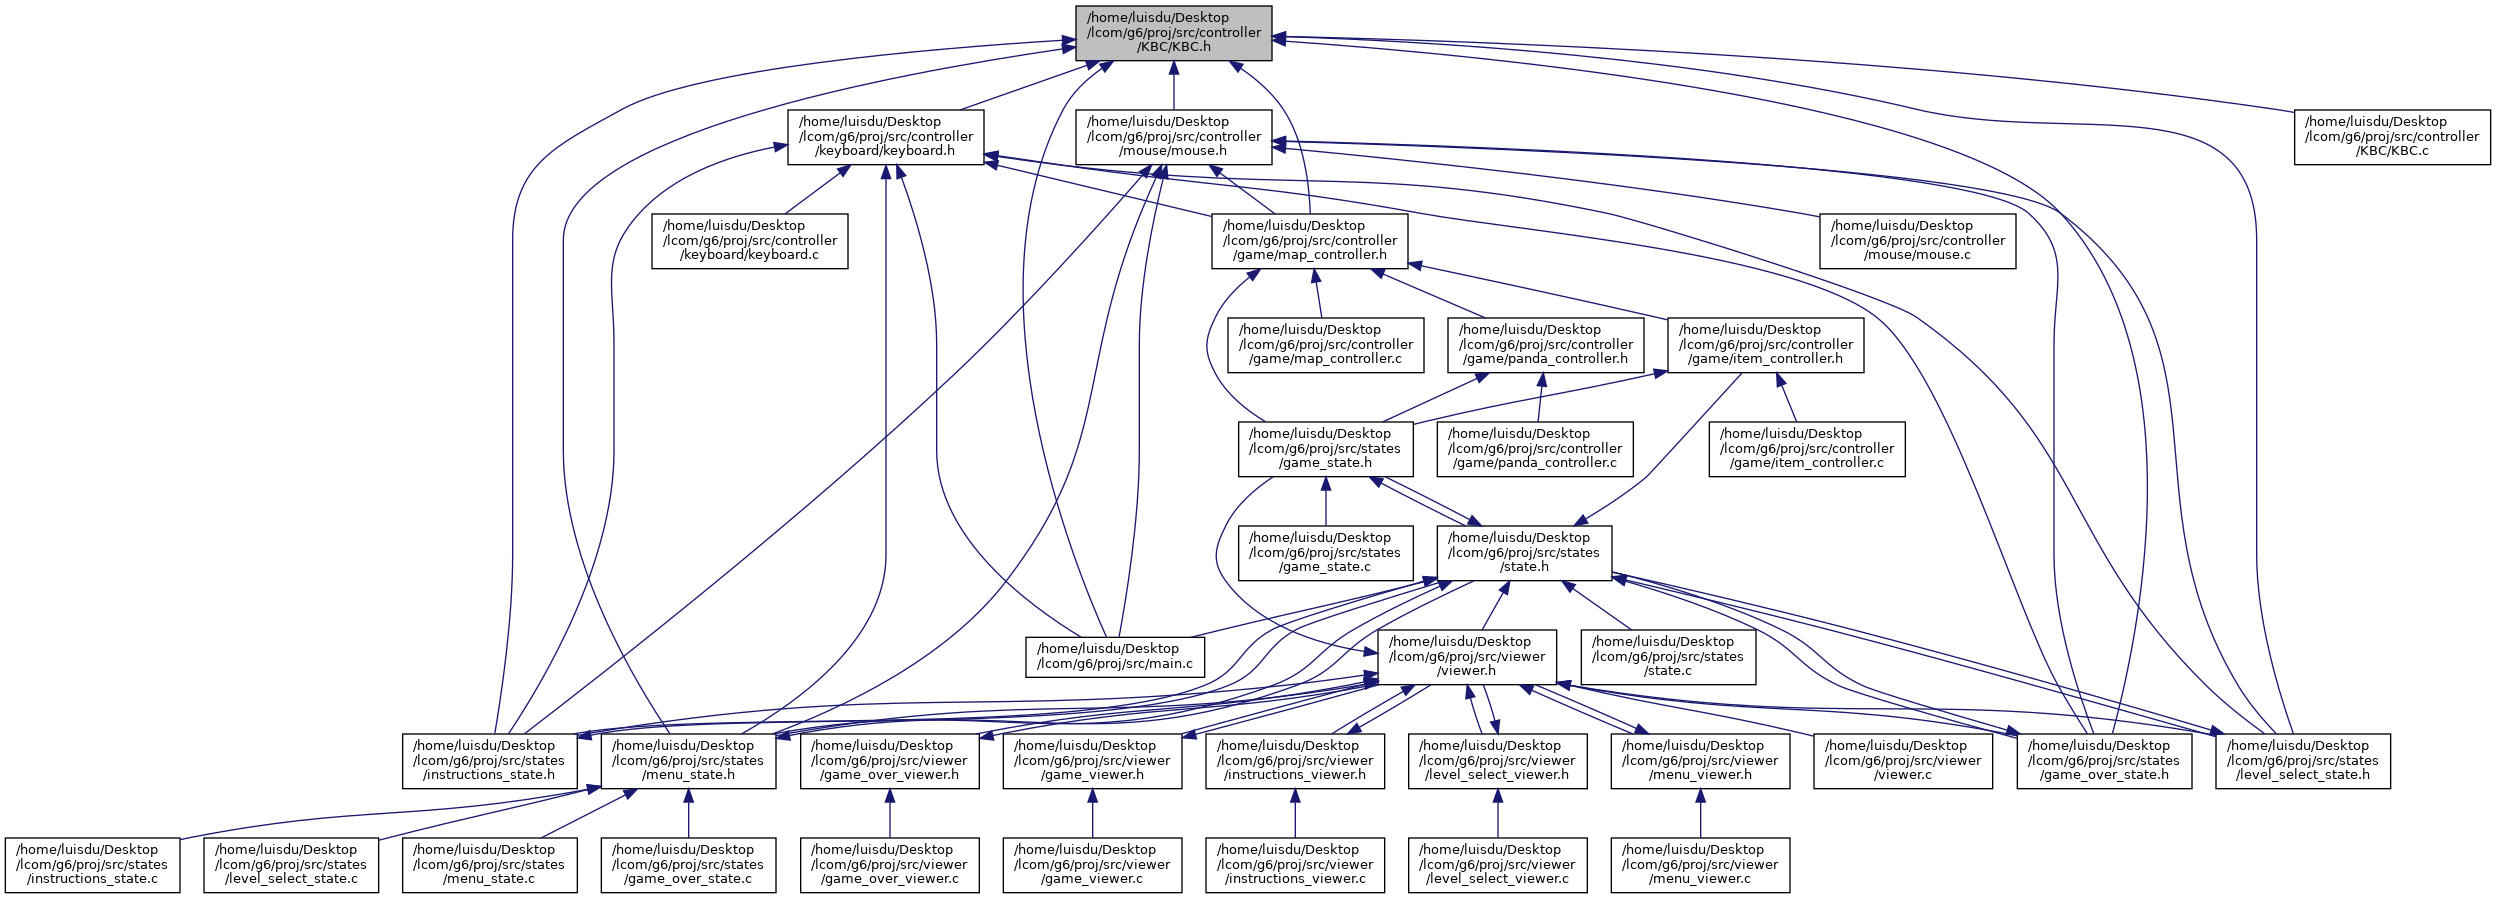 /home/luisdu/Desktop
/lcom/g6/proj/src/controller
/KBC/KBC.h
/home/luisdu/Desktop
/lcom/g6/proj/src/controller
/keyboard/keyboard.h
/home/luisdu/Desktop
/lcom/g6/proj/src/controller
/mouse/mouse.h
/home/luisdu/Desktop
/lcom/g6/proj/src/controller
/KBC/KBC.c
/home/luisdu/Desktop
/lcom/g6/proj/src/controller
/keyboard/keyboard.c
/home/luisdu/Desktop
/lcom/g6/proj/src/controller
/game/map_controller.h
/home/luisdu/Desktop
/lcom/g6/proj/src/controller
/mouse/mouse.c
/home/luisdu/Desktop
/lcom/g6/proj/src/controller
/game/map_controller.c
/home/luisdu/Desktop
/lcom/g6/proj/src/controller
/game/panda_controller.h
/home/luisdu/Desktop
/lcom/g6/proj/src/controller
/game/item_controller.h
/home/luisdu/Desktop
/lcom/g6/proj/src/states
/game_state.h
/home/luisdu/Desktop
/lcom/g6/proj/src/controller
/game/panda_controller.c
/home/luisdu/Desktop
/lcom/g6/proj/src/controller
/game/item_controller.c
/home/luisdu/Desktop
/lcom/g6/proj/src/states
/game_state.c
/home/luisdu/Desktop
/lcom/g6/proj/src/states
/state.h
/home/luisdu/Desktop
/lcom/g6/proj/src/main.c
/home/luisdu/Desktop
/lcom/g6/proj/src/viewer
/viewer.h
/home/luisdu/Desktop
/lcom/g6/proj/src/states
/state.c
/home/luisdu/Desktop
/lcom/g6/proj/src/states
/instructions_state.h
/home/luisdu/Desktop
/lcom/g6/proj/src/states
/menu_state.h
/home/luisdu/Desktop
/lcom/g6/proj/src/viewer
/game_over_viewer.h
/home/luisdu/Desktop
/lcom/g6/proj/src/viewer
/game_viewer.h
/home/luisdu/Desktop
/lcom/g6/proj/src/viewer
/instructions_viewer.h
/home/luisdu/Desktop
/lcom/g6/proj/src/viewer
/level_select_viewer.h
/home/luisdu/Desktop
/lcom/g6/proj/src/viewer
/menu_viewer.h
/home/luisdu/Desktop
/lcom/g6/proj/src/viewer
/viewer.c
/home/luisdu/Desktop
/lcom/g6/proj/src/states
/game_over_state.h
/home/luisdu/Desktop
/lcom/g6/proj/src/states
/level_select_state.h
/home/luisdu/Desktop
/lcom/g6/proj/src/states
/instructions_state.c
/home/luisdu/Desktop
/lcom/g6/proj/src/states
/level_select_state.c
/home/luisdu/Desktop
/lcom/g6/proj/src/states
/menu_state.c
/home/luisdu/Desktop
/lcom/g6/proj/src/states
/game_over_state.c
/home/luisdu/Desktop
/lcom/g6/proj/src/viewer
/game_over_viewer.c
/home/luisdu/Desktop
/lcom/g6/proj/src/viewer
/game_viewer.c
/home/luisdu/Desktop
/lcom/g6/proj/src/viewer
/instructions_viewer.c
/home/luisdu/Desktop
/lcom/g6/proj/src/viewer
/level_select_viewer.c
/home/luisdu/Desktop
/lcom/g6/proj/src/viewer
/menu_viewer.c